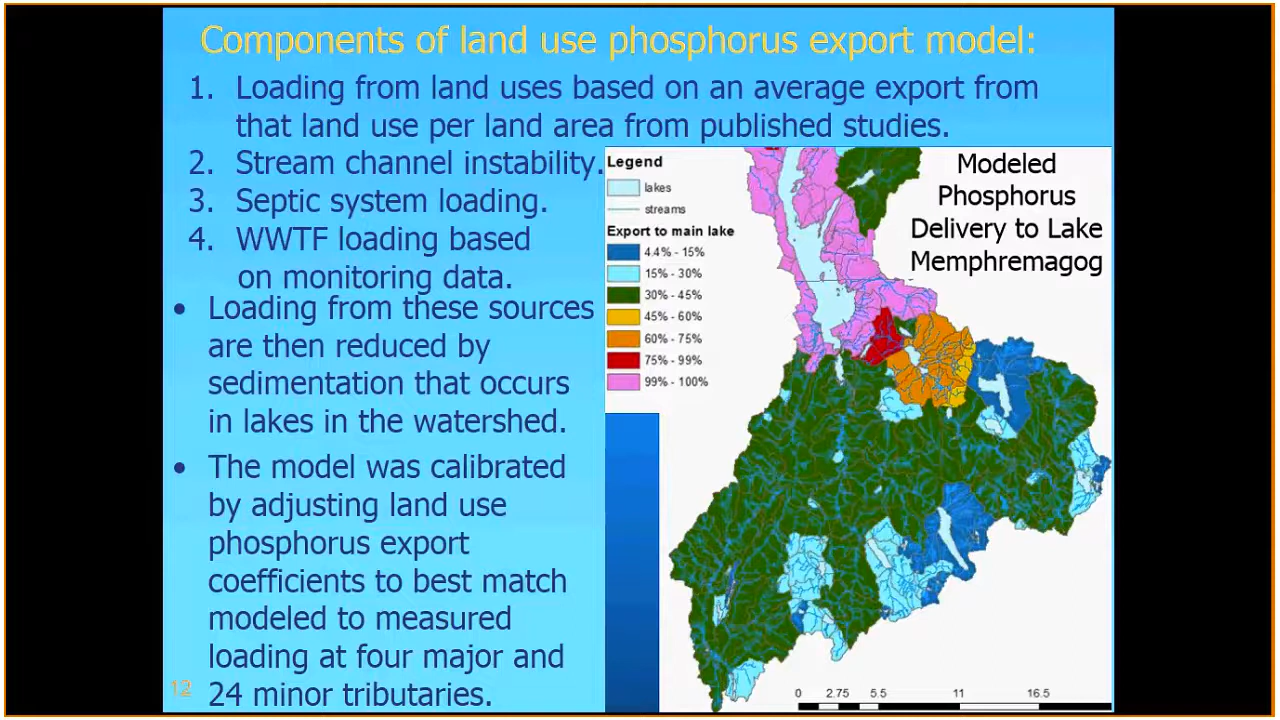 Components of land use phosphorus export model:
1. Loading from land uses based on an average export from
that land use per land area from published studies.
2. Stream channel instability.
3. Septic system loading.
4. WWTF loading based
on monitoring data.
• Loading from these sources
are then reduced by
sedimentation that occurs
in lakes in the watershed.
• The model was calibrated
by adjusting land use
phosphorus export
coefficients to best match
modeled to measured
loading at four major and
24 minor tributaries.
12
Legend
lakes
streams
Export to main lake
4.4% - 15%
15% - 30%
30% - 45%
45% - 60%
60% - 75%
75% - 99%
99% - 100%
Modeled
Phosphorus
Delivery to Lake
Memphremagog
0 2.75 5.5 11 16.5